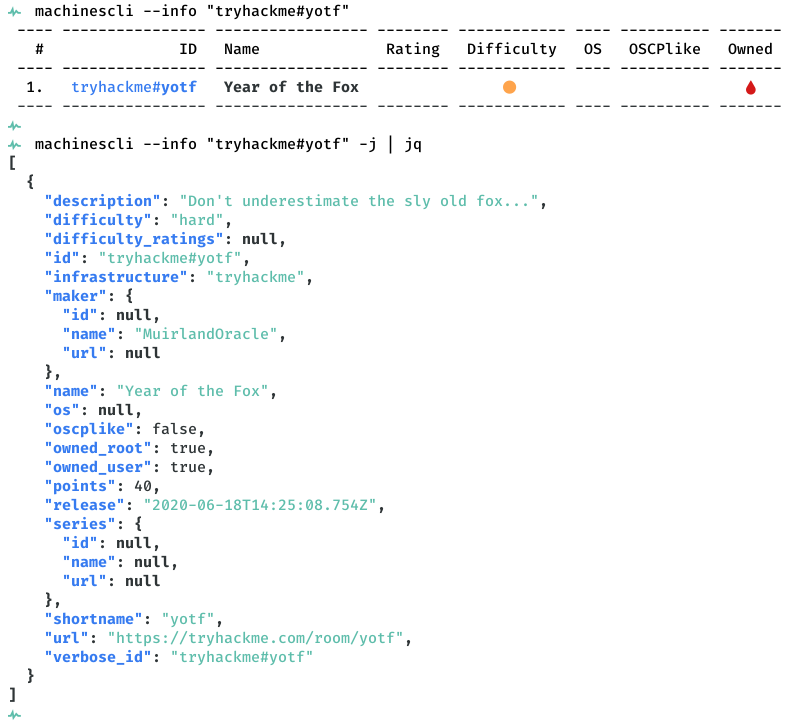 machinescli --info "tryhackme#yotf"
---- ---------------- ----------------- -------- ------------ ---- ---------- -------
# ID Name Rating Difficulty OS OSCPlike Owned
---- ---------------- ----------------- -------- ------------ ---- ---------- -------
1. tryhackme#yotf Year of the Fox
---- ---------------- ----------------- -------- ------------ ---- ---------- -------
machinescli --info "tryhackme#yotf" -j | jq
[
  {
    "description": "Don't underestimate the sly old fox...",
    "difficulty": "hard",
    "difficulty_ratings": null,
    "id": "tryhackme#yotf",
    "infrastructure": "tryhackme",
    "maker": {
      "id": null,
      "name": "MuirlandOracle",
      "url": null
    },
    "name": "Year of the Fox",
    "os": null,
    "oscplike": false,
    "owned_root": true,
    "owned_user": true,
    "points": 40,
    "release": "2020-06-18T14:25:08.754Z",
    "series": {
      "id": null,
      "name": null,
      "url": null
    },
    "shortname": "yotf",
    "url": "https://tryhackme.com/room/yotf",
    "verbose_id": "tryhackme#yotf"
  }
]